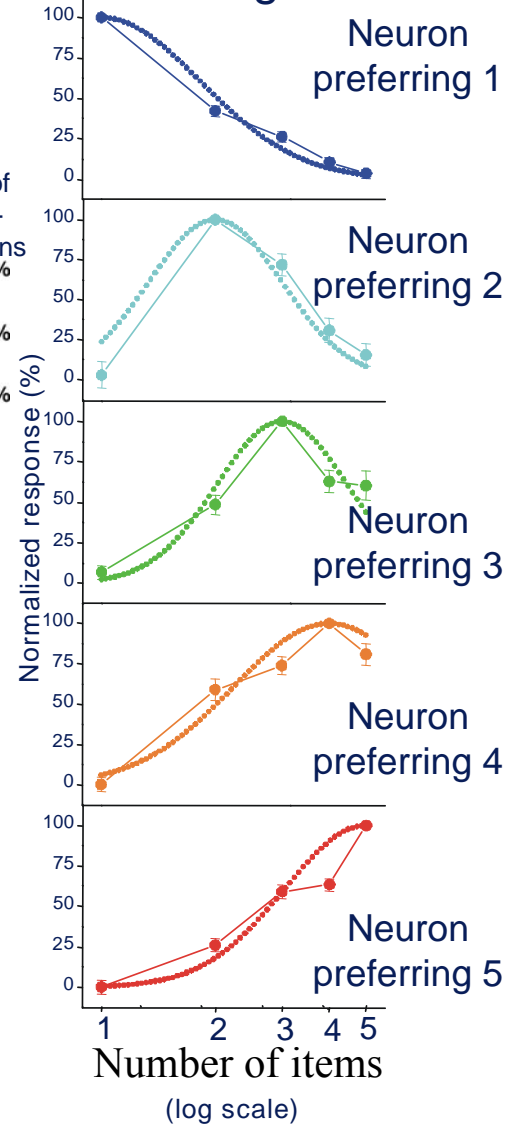 100
75
50
25
0
Neuron
preferring 1
100
75
50
25
0
Neuron
preferring 2
100
75
50
25
0
Neuron
preferring 3
100
75
50
25
0
Neuron
preferring 4
100
75
50
25
0
Neuron
preferring 5
Normalized response (%)
%
%
%
1 2 3 4 5
Number of items
(log scale)